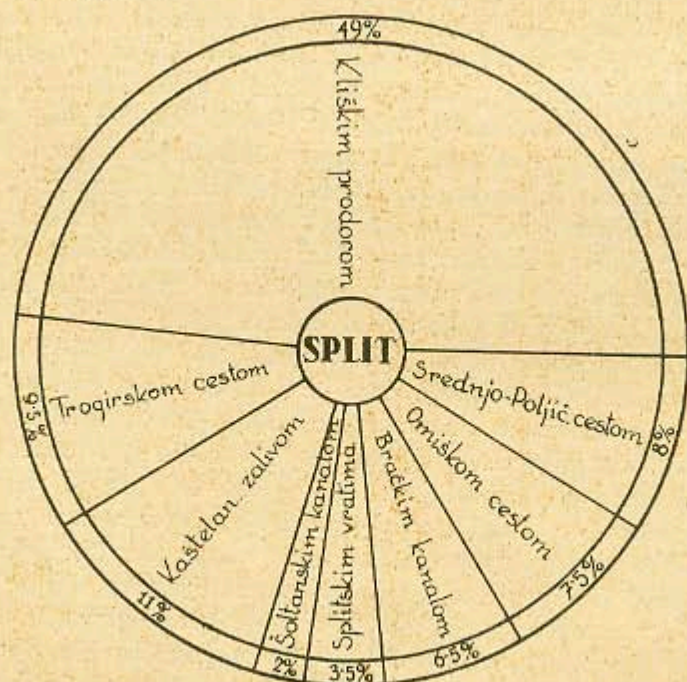 49%
Kliškim prodorom
SPLIT
Srednjo-Poljič. cestom
8%
Omiškom cestom
7·5%
Bračkim kanalom
6·5%
Splitskim vratima
3·5%
Šoltanskim kanalom
2%
Kaštelan. zalivom
11%
Trogirskom cestom
9·5%